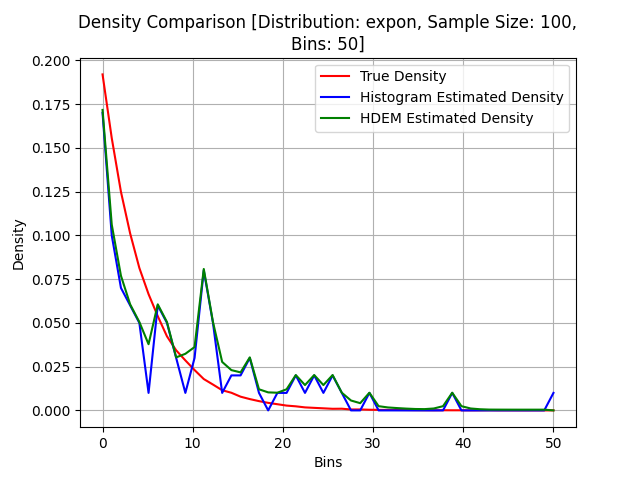 Density Comparison [Distribution: expon, Sample Size: 100,
Bins: 50]
True Density
Histogram Estimated Density
HDEM Estimated Density
Density
0.200
0.175
0.150
0.125
0.100
0.075
0.050
0.025
0.000
0 10 20 30 40 50
Bins